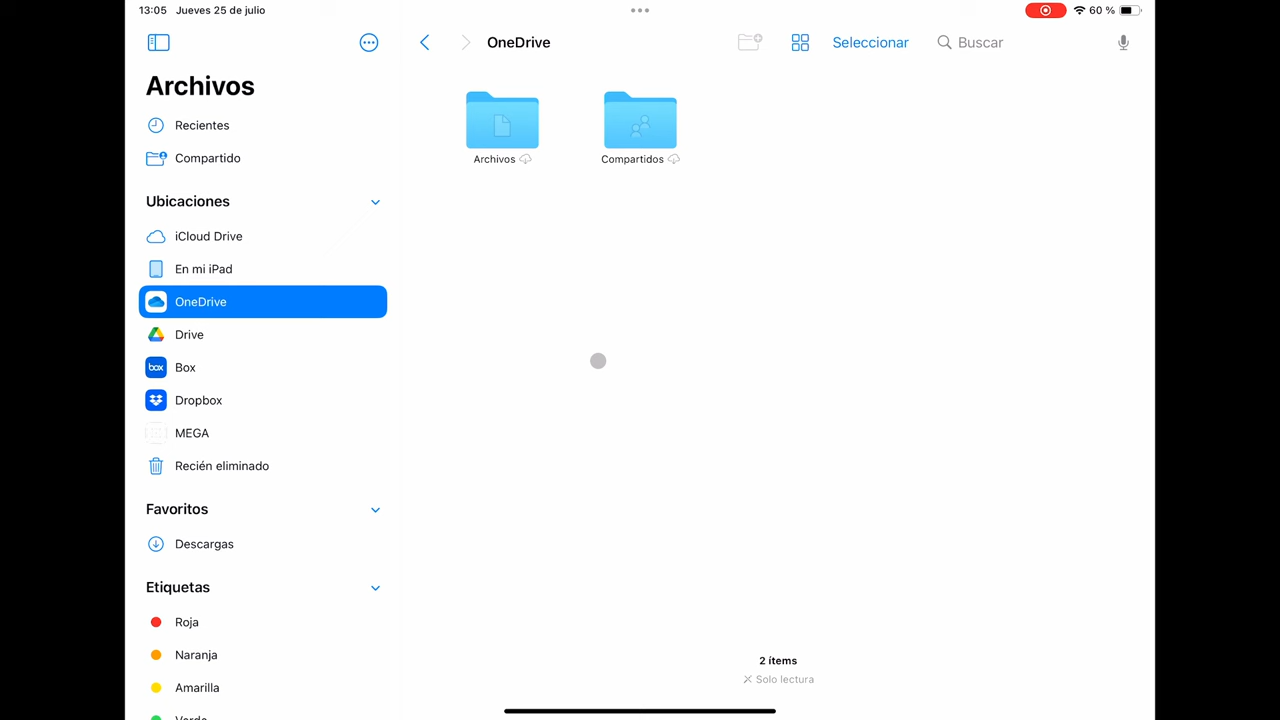 13:05 Jueves 25 de julio
60 %
OneDrive
Seleccionar
Buscar
Archivos
Recientes
Compartido
Ubicaciones
iCloud Drive
En mi iPad
OneDrive
Drive
box
Box
Dropbox
MEGA
Recién eliminado
Favoritos
Descargas
Etiquetas
Roja
Naranja
Amarilla
Verde
Archivos
Compartidos
2 ítems
Solo lectura